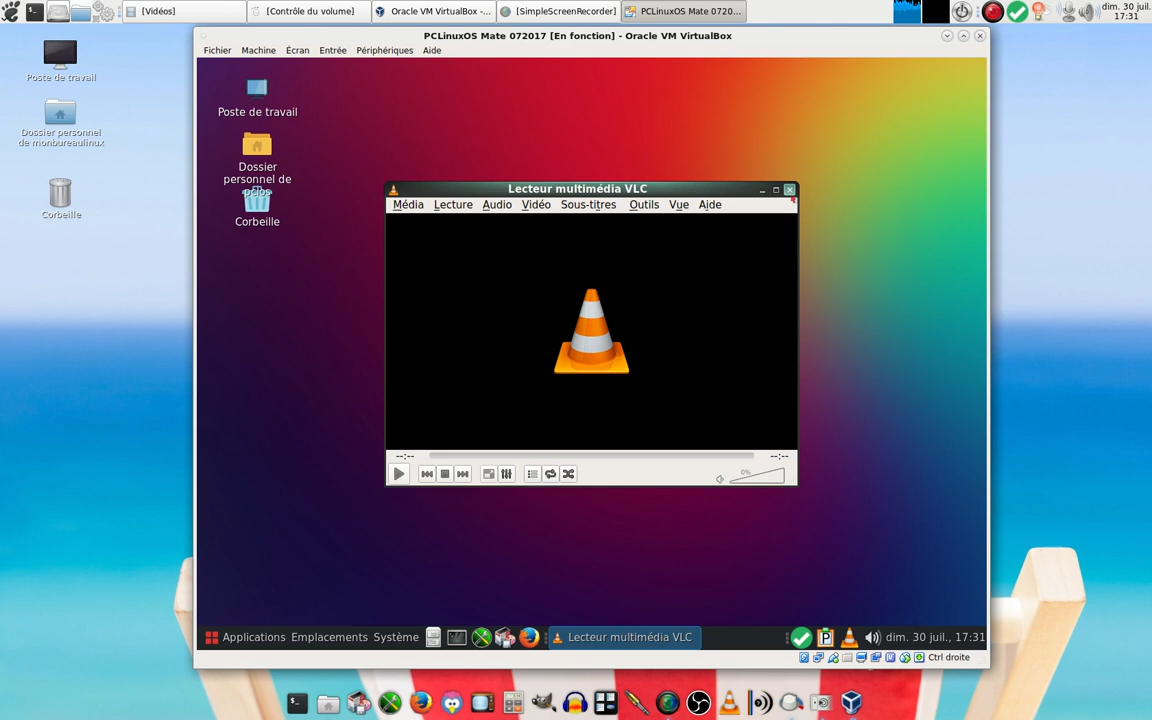 [Vidéos]
[Contrôle du volume]
Oracle VM VirtualBox -...
[SimpleScreenRecorder]
PCLinuxOS Mate 0720...
dim. 30 juil.
17:31
PCLinuxOS Mate 072017 [En fonction] - Oracle VM VirtualBox
Fichier Machine Écran Entrée Périphériques Aide
Poste de travail
Dossier personnel
de monbureaulinux
Corbeille
Poste de travail
Dossier
personnel de
pclos
Corbeille
Lecteur multimédia VLC
Média Lecture Audio Vidéo Sous-titres Outils Vue Aide
--:--
--:--
0%
Applications Emplacements Système
Lecteur multimédia VLC
dim. 30 juil., 17:31
Ctrl droite